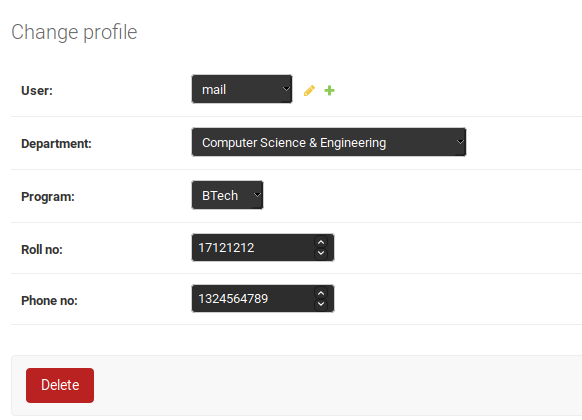 Change profile
User: mail
Department: Computer Science & Engineering
Program: BTech
Roll no: 17121212
Phone no: 1324564789
Delete